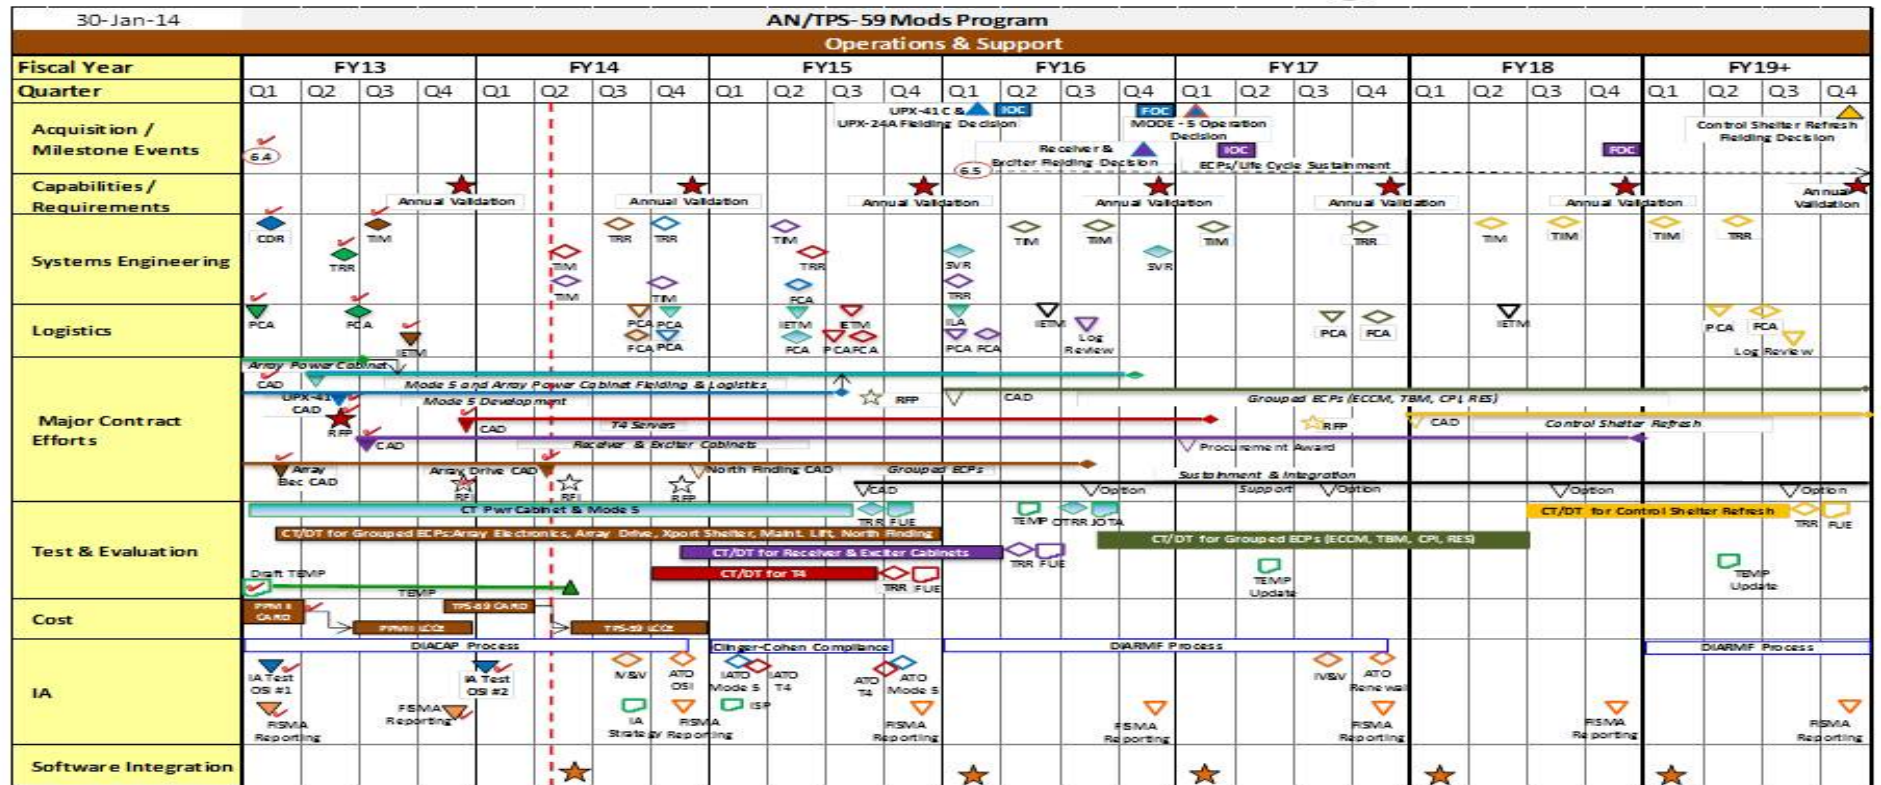 30-Jan-14
AN/TPS-59 Mods Program
Operations & Support
Fiscal Year FY13 FY14 FY15 FY16 FY17 FY18 FY19+
Quarter Q1 Q2 Q3 Q4 Q1 Q2 Q3 Q4 Q1 Q2 Q3 Q4 Q1 Q2 Q3 Q4 Q1 Q2 Q3 Q4 Q1 Q2 Q3 Q4 Q1 Q2 Q3 Q4
Acquisition /
Milestone Events
6.4
UPX-41C &
UPX-24A Fielding Decision
IOC
FOC
MODE - 5 Operation
Decision
Receiver &
Exciter Fielding Decision
IOC
6.5
ECPs/Life Cycle Sustainment
FOC
Control Shelter Refresh
Fielding Decision
Capabilities /
Requirements
Annual Validation Annual Validation Annual Validation Annual Validation Annual Validation Annual Validation
Annual
Validation
Systems Engineering
CDR TIM TRR TRR TIM TIM TIM TIM TRR TIM TIM TIM TRR
TRR TIM TRR SVR SVR
TIM TIM FCA TRR
Logistics
PCA FCA PCA PCA IETM IETM ILA IETM PCA FCA IETM PCA FCA
IETM FCA PCA FCA PCA FCA PCA FCA Log
Review
Log Review
Major Contract
Efforts
Array Power Cabinet
CAD
Mode 5 and Array Power Cabinet Fielding & Logistics
UPX-41
CAD
Mode 5 Development
RFP
CAD
Grouped ECPs (ECCM, TBM, CPI, RES)
RFP
CAD
T4 Servers
RFP
CAD
Control Shelter Refresh
CAD
Receiver & Exciter Cabinets
Procurement Award
Array
Elec CAD
Array Drive CAD
North Finding CAD
Grouped ECPs
Sustainment & Integration
Support
RFI RFI RFP
CAD Option Option Option Option
Test & Evaluation
CT Pwr Cabinet & Mode 5
TRR FUE
TEMP OTRR JOTA
CT/DT for Control Shelter Refresh
TRR FUE
CT/DT for Grouped ECPs:Array Electronics, Array Drive, Xport Shelter, Maint. Lift, North Finding
CT/DT for Grouped ECPs (ECCM, TBM, CPI, RES)
CT/DT for Receiver & Exciter Cabinets
TRR FUE
CT/DT for T4
TRR FUE
Draft TEMP
TEMP
TEMP
Update
TEMP
Update
Cost
PPM II
CARD
TPS-59 CARD
TPS-59 LCCE
IA
DIACAP Process
Clinger-Cohen Compliance
DIARMF Process
DIARMF Process
IA Test
OSI #1
IA Test
OSI #2
IV&V
ATO
OSI
IATO
Mode 5
IATO
T4
ATO
T4
ATO
Mode 5
IV&V
ATO
Renewal
FISMA
Reporting
FISMA
Reporting
IA
Strategy
FISMA
Reporting
ISP
FISMA
Reporting
FISMA
Reporting
FISMA
Reporting
FISMA
Reporting
FISMA
Reporting
Software Integration